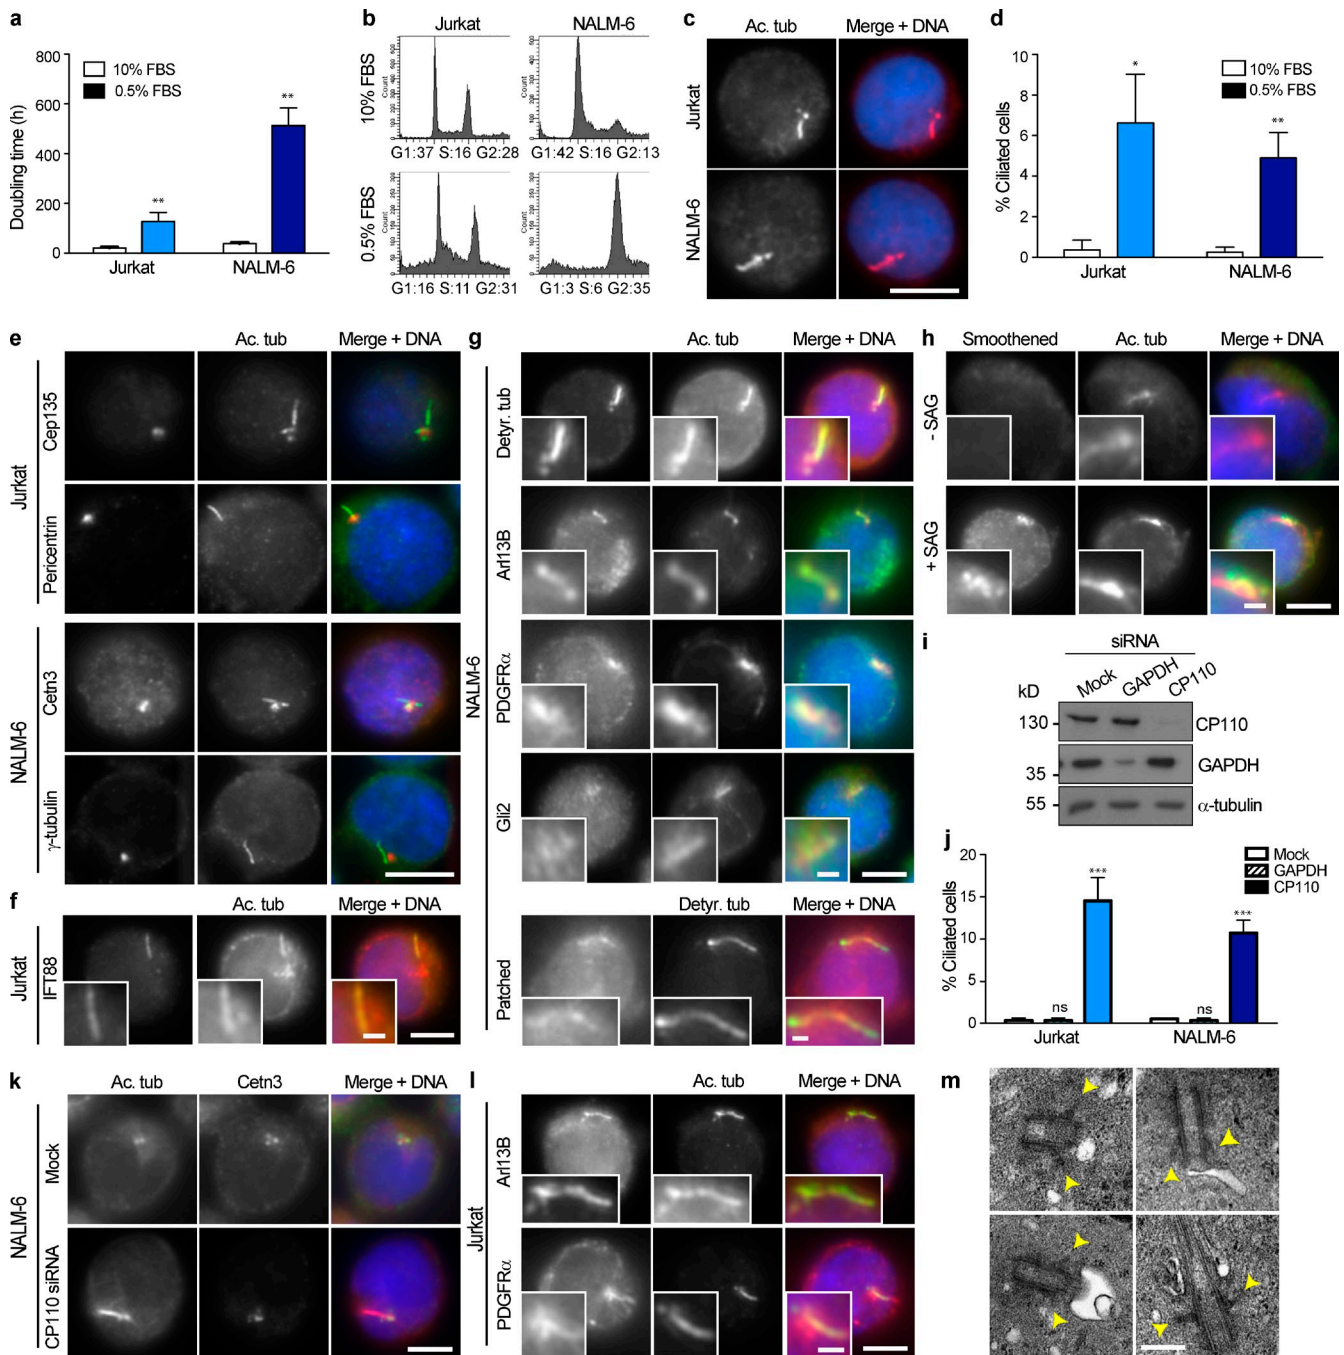 a
800
600
400
200
0
Doubling time (h)
10% FBS
0.5% FBS
**
**
Jurkat
NALM-6
b
Jurkat
NALM-6
10% FBS
Count
Count
G1:37 S:16 G2:28
G1:42 S:16 G2:13
0.5% FBS
Count
Count
G1:16 S:11 G2:31
G1:3 S:6 G2:35
c
Ac. tub
Merge + DNA
Jurkat
NALM-6
d
10
8
6
4
2
0
% Ciliated cells
*
**
10% FBS
0.5% FBS
Jurkat
NALM-6
e
Ac. tub
Merge + DNA
Jurkat
Cep135
Pericentrin
NALM-6
Cetn3
γ-tubulin
f
Ac. tub
Merge + DNA
Jurkat
IFT88
g
Ac. tub
Merge + DNA
NALM-6
Detyr. tub
Arl13B
PDGFRα
Gli2
Detyr. tub
Merge + DNA
Patched
h
Smoothened
Ac. tub
Merge + DNA
- SAG
+ SAG
i
siRNA
kD
Mock
GAPDH
CP110
130
CP110
35
GAPDH
55
α-tubulin
j
20
15
10
5
0
% Ciliated cells
Mock
GAPDH
CP110
ns
***
ns
***
Jurkat
NALM-6
k
Ac. tub
Cetn3
Merge + DNA
NALM-6
Mock
CP110 siRNA
l
Ac. tub
Merge + DNA
Jurkat
Arl13B
PDGFRα
m